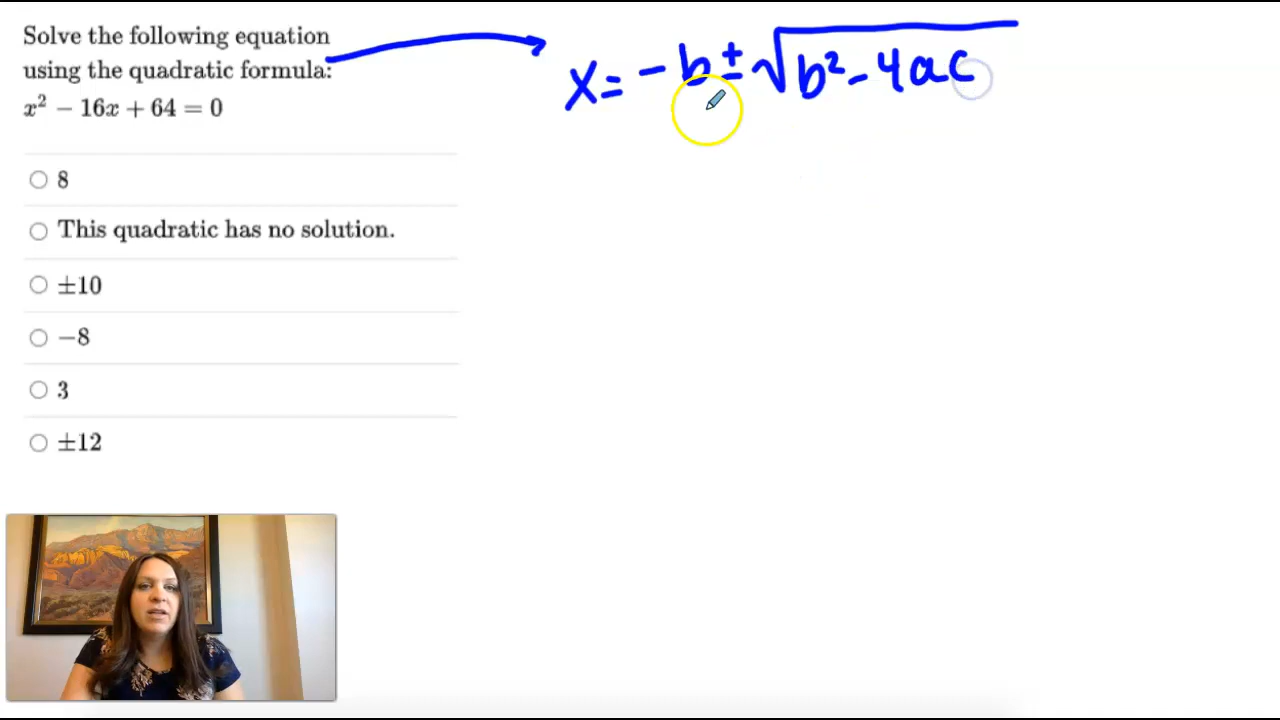 Solve the following equation
using the quadratic formula:
x² − 16x + 64 = 0
x = −b ± √b² − 4ac
8
This quadratic has no solution.
±10
−8
3
±12